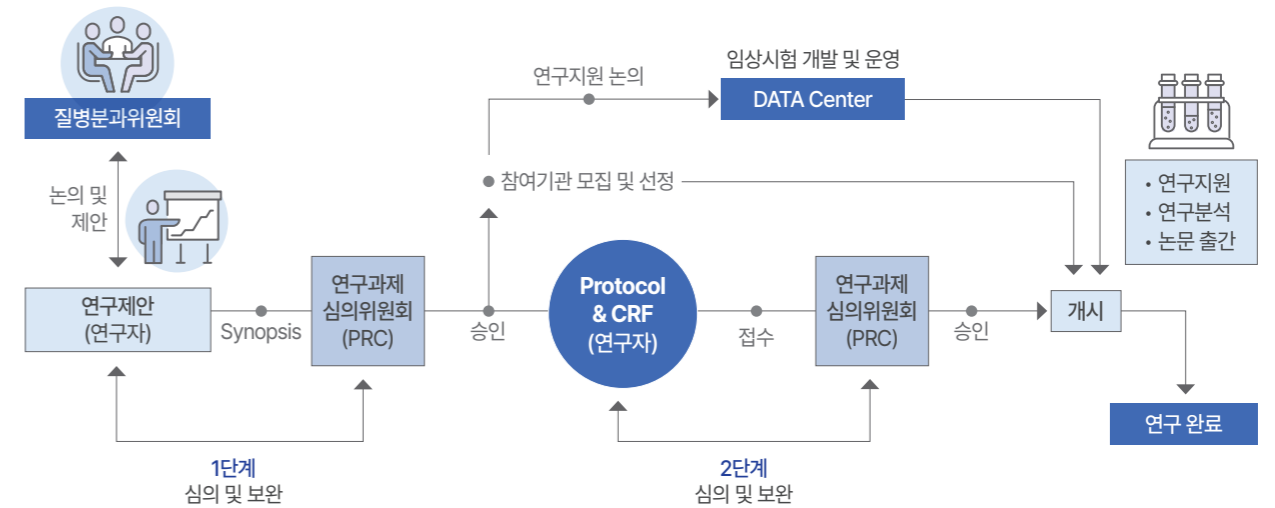 질병분과위원회
논의 및
제안
연구제안
(연구자)
Synopsis
연구과제
심의위원회
(PRC)
1단계
심의 및 보완
승인
참여기관 모집 및 선정
연구지원 논의
임상시험 개발 및 운영
DATA Center
Protocol
& CRF
(연구자)
접수
연구과제
심의위원회
(PRC)
2단계
심의 및 보완
승인
개시
• 연구지원
• 연구분석
• 논문 출간
연구 완료